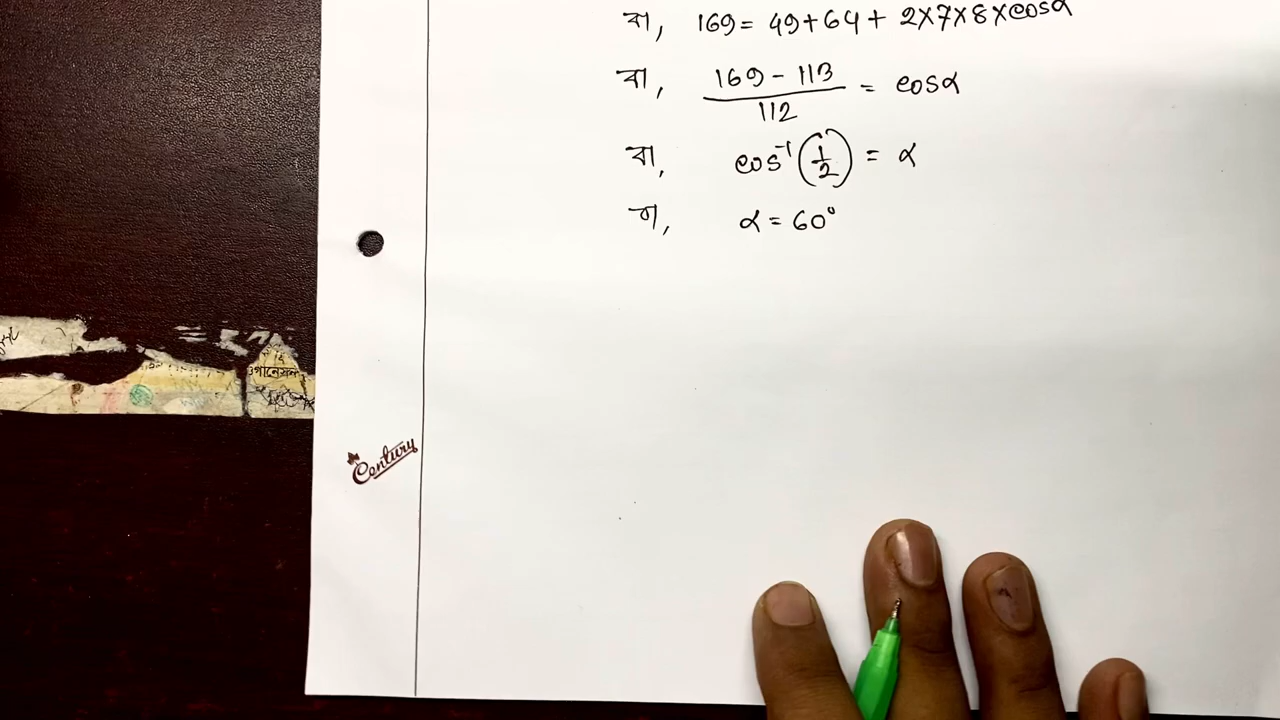 বা, 169 = 49 + 64 + 2×7×8×cosα
বা, 169 - 113 / 112 = cosα
বা, cos⁻¹(1/2) = α
বা, α = 60°
Century